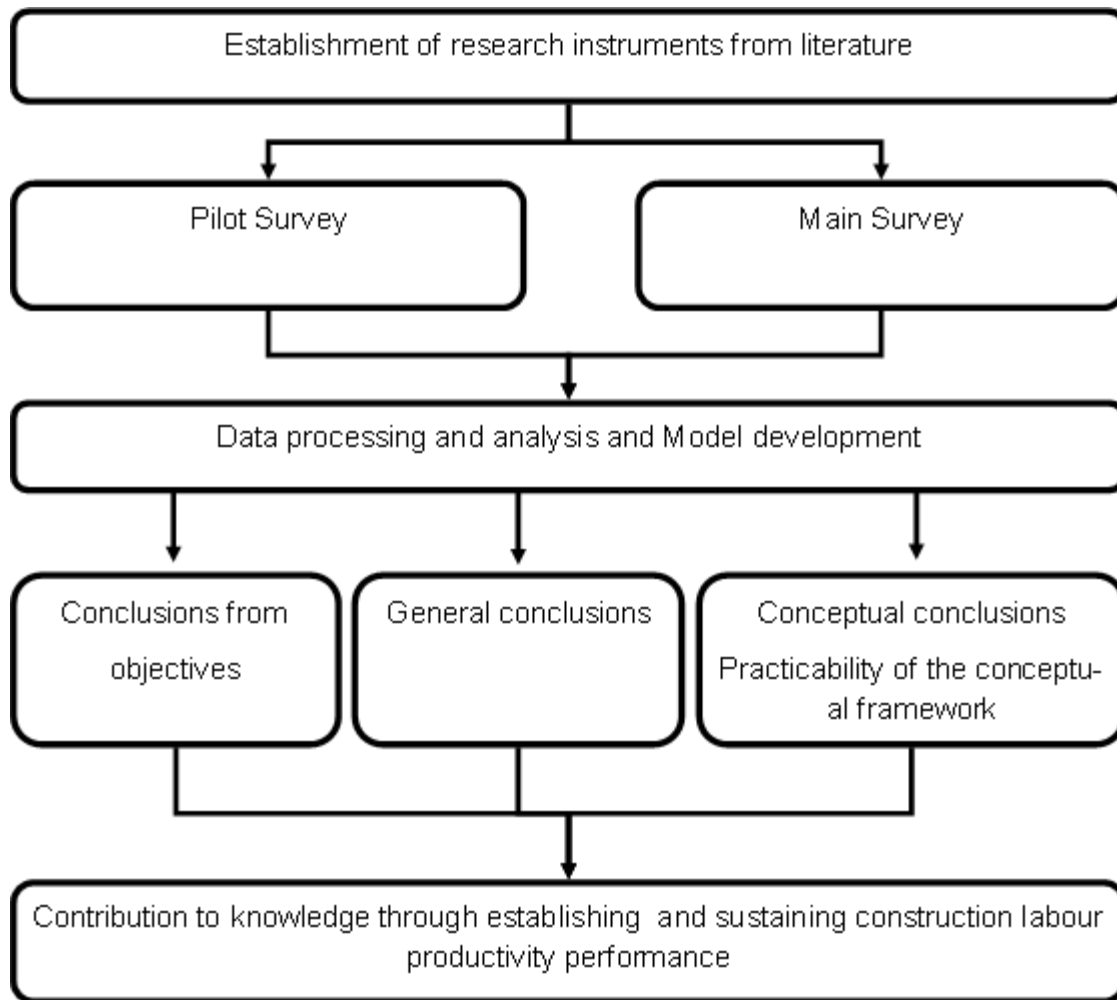 Establishment of research instruments from literature
Pilot Survey
Main Survey
Data processing and analysis and Model development
Conclusions from
objectives
General conclusions
Conceptual conclusions
Practicability of the conceptu-
al framework
Contribution to knowledge through establishing  and sustaining construction labour
productivity performance